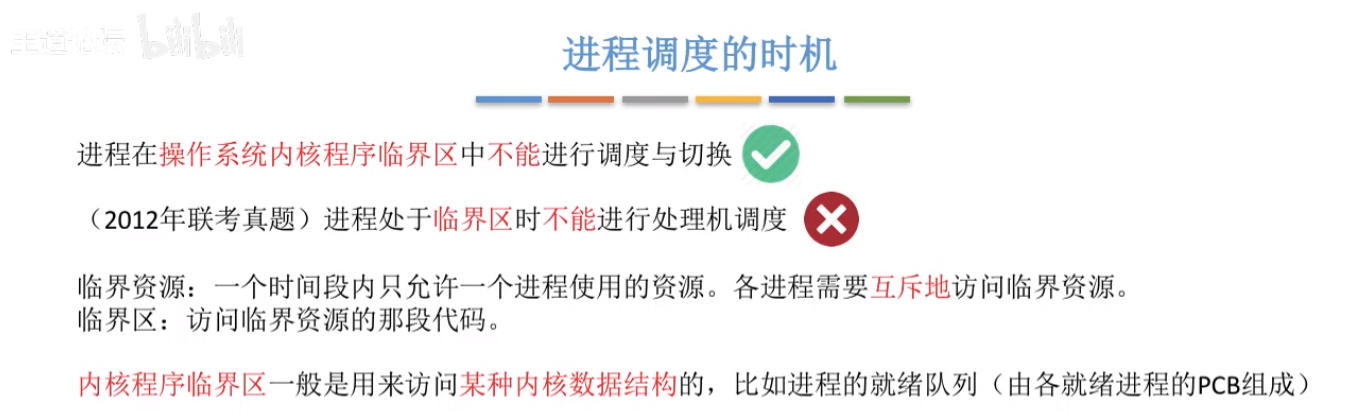 王道论坛 bilibili
进程调度的时机
进程在操作系统内核程序临界区中不能进行调度与切换
（2012年联考真题）进程处于临界区时不能进行处理机调度
临界资源：一个时间段内只允许一个进程使用的资源。各进程需要互斥地访问临界资源。
临界区：访问临界资源的那段代码。
内核程序临界区一般是用来访问某种内核数据结构的，比如进程的就绪队列（由各就绪进程的PCB组成）